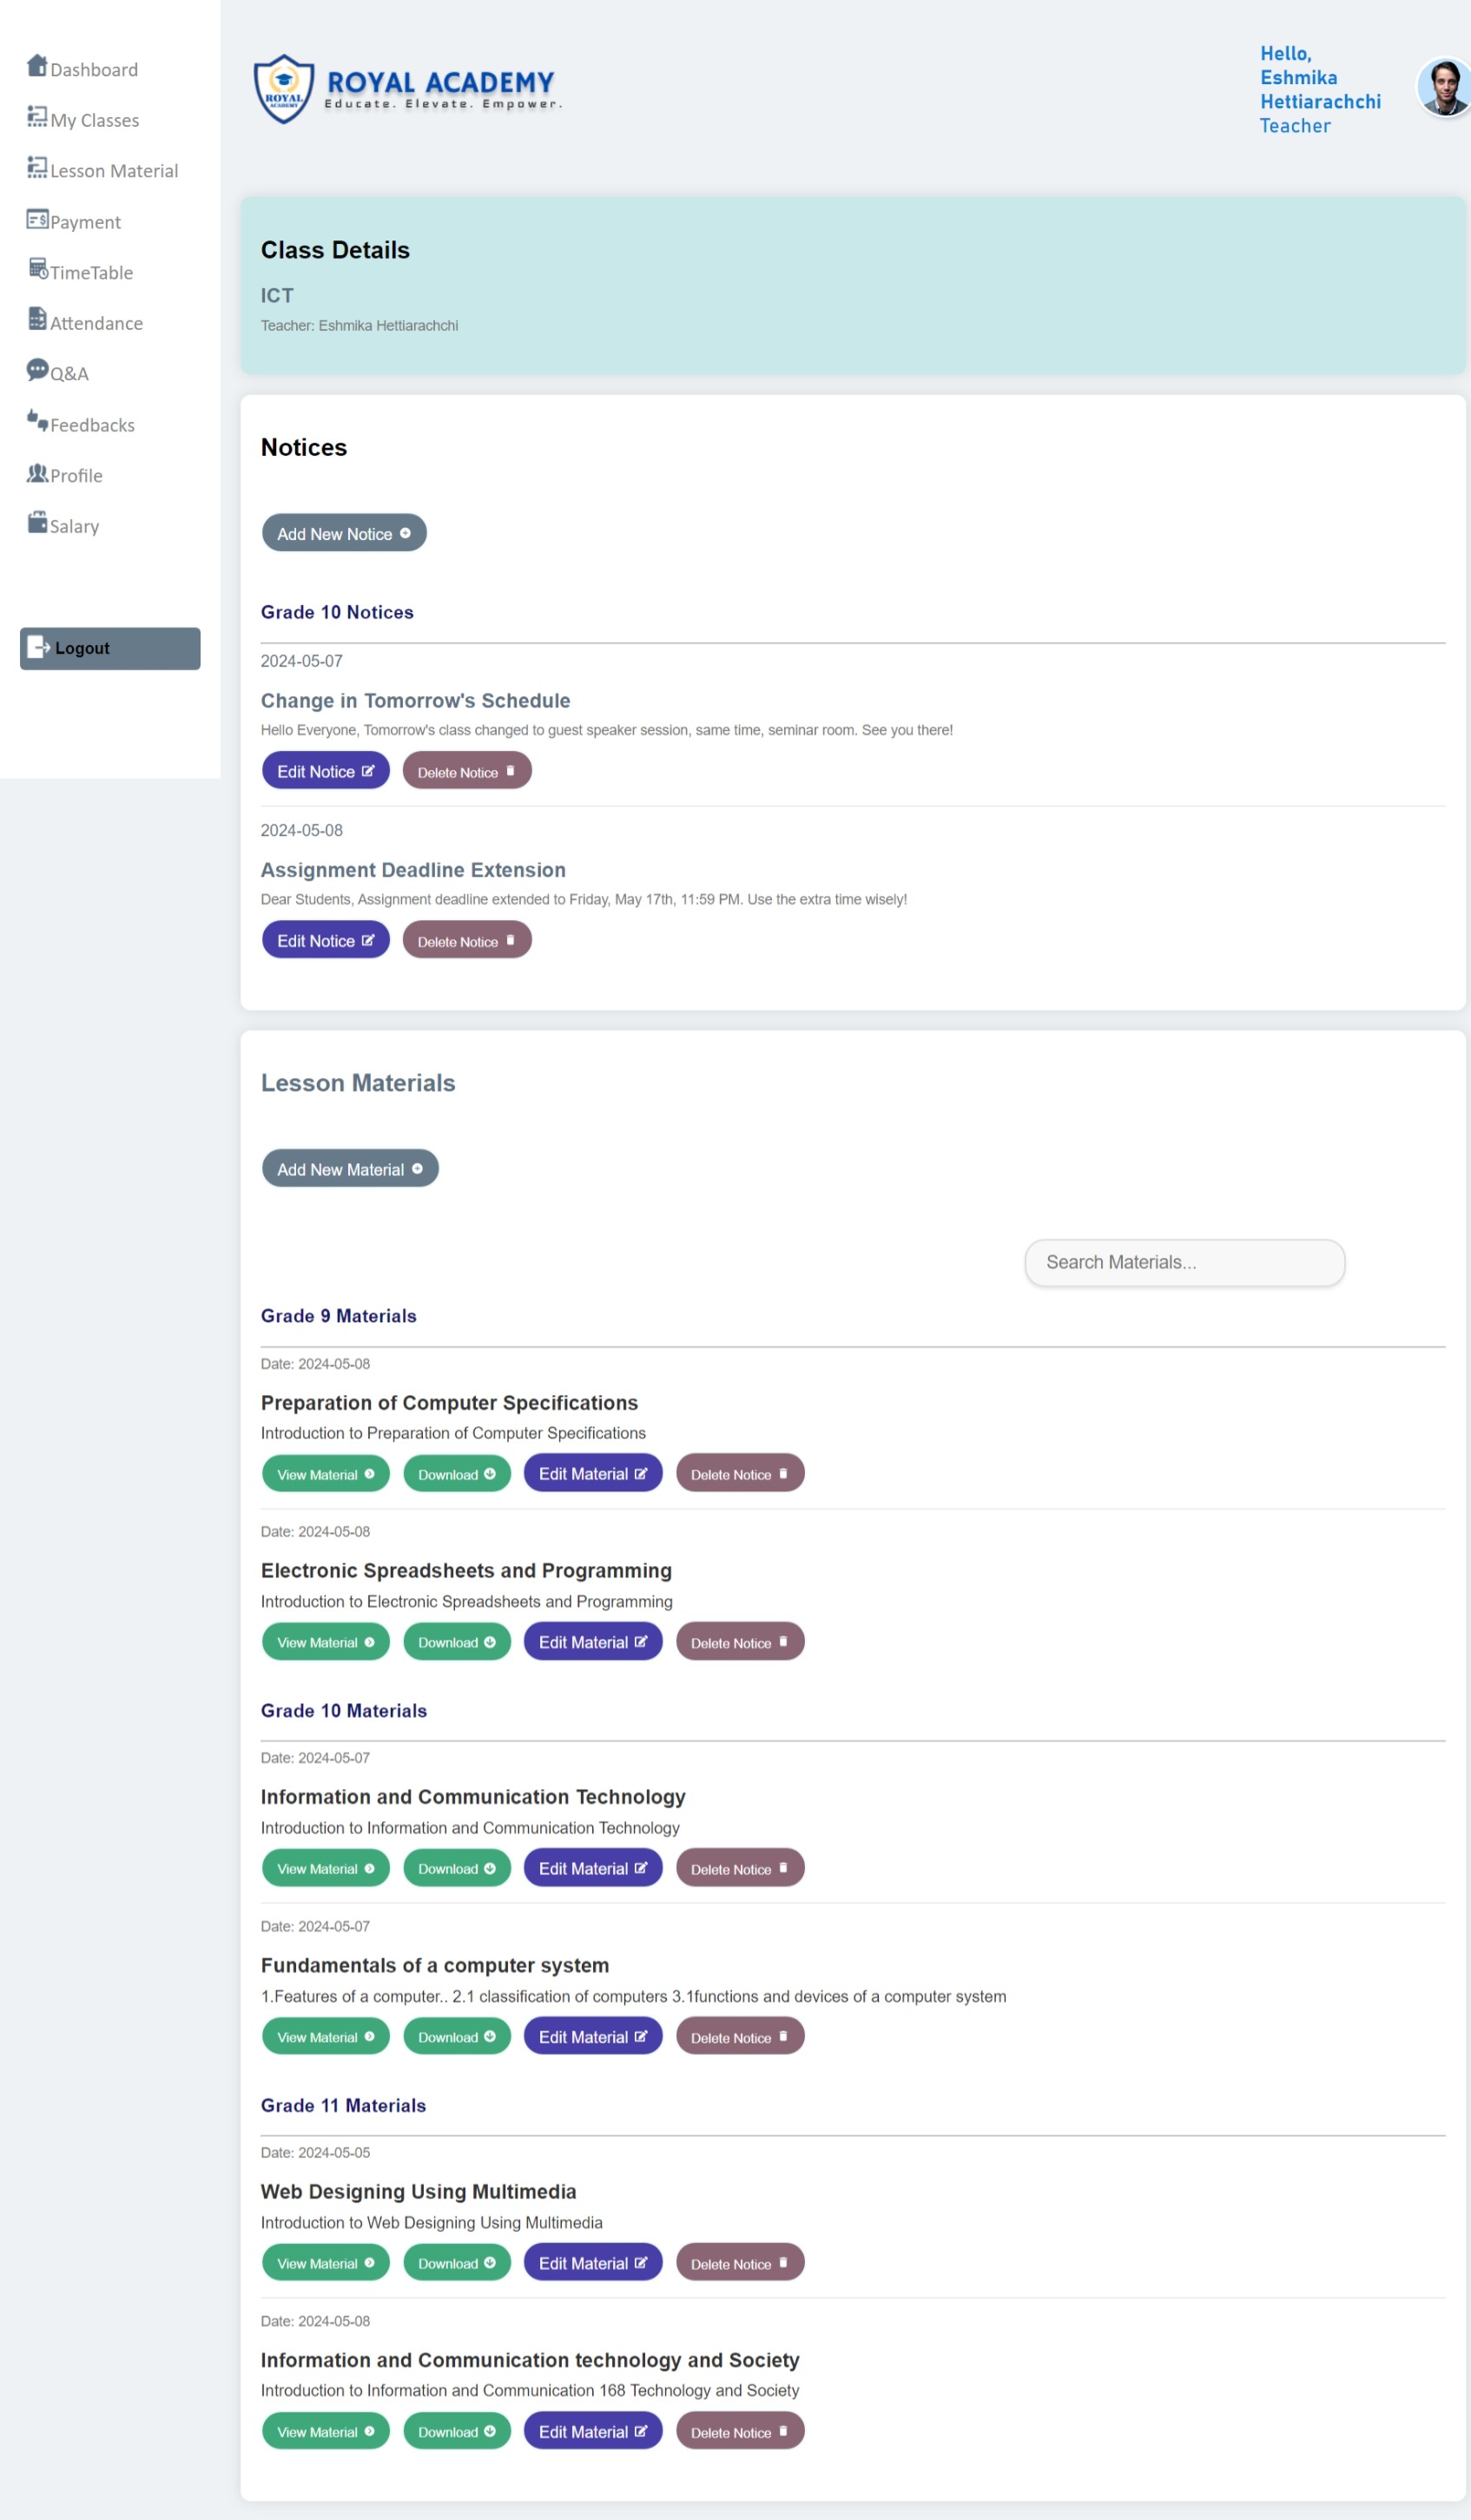 Dashboard
My Classes
Lesson Material
Payment
TimeTable
Attendance
Q&A
Feedbacks
Profile
Salary
Logout
ROYAL
ACADEMY
ROYAL ACADEMY
Educate. Elevate. Empower.
Hello,
Eshmika
Hettiarachchi
Teacher
Class Details
ICT
Teacher: Eshmika Hettiarachchi
Notices
Add New Notice
Grade 10 Notices
2024-05-07
Change in Tomorrow's Schedule
Hello Everyone, Tomorrow's class changed to guest speaker session, same time, seminar room. See you there!
Edit Notice Delete Notice
2024-05-08
Assignment Deadline Extension
Dear Students, Assignment deadline extended to Friday, May 17th, 11:59 PM. Use the extra time wisely!
Edit Notice Delete Notice
Lesson Materials
Add New Material
Search Materials...
Grade 9 Materials
Date: 2024-05-08
Preparation of Computer Specifications
Introduction to Preparation of Computer Specifications
View Material Download Edit Material Delete Notice
Date: 2024-05-08
Electronic Spreadsheets and Programming
Introduction to Electronic Spreadsheets and Programming
View Material Download Edit Material Delete Notice
Grade 10 Materials
Date: 2024-05-07
Information and Communication Technology
Introduction to Information and Communication Technology
View Material Download Edit Material Delete Notice
Date: 2024-05-07
Fundamentals of a computer system
1.Features of a computer.. 2.1 classification of computers 3.1functions and devices of a computer system
View Material Download Edit Material Delete Notice
Grade 11 Materials
Date: 2024-05-05
Web Designing Using Multimedia
Introduction to Web Designing Using Multimedia
View Material Download Edit Material Delete Notice
Date: 2024-05-08
Information and Communication technology and Society
Introduction to Information and Communication 168 Technology and Society
View Material Download Edit Material Delete Notice